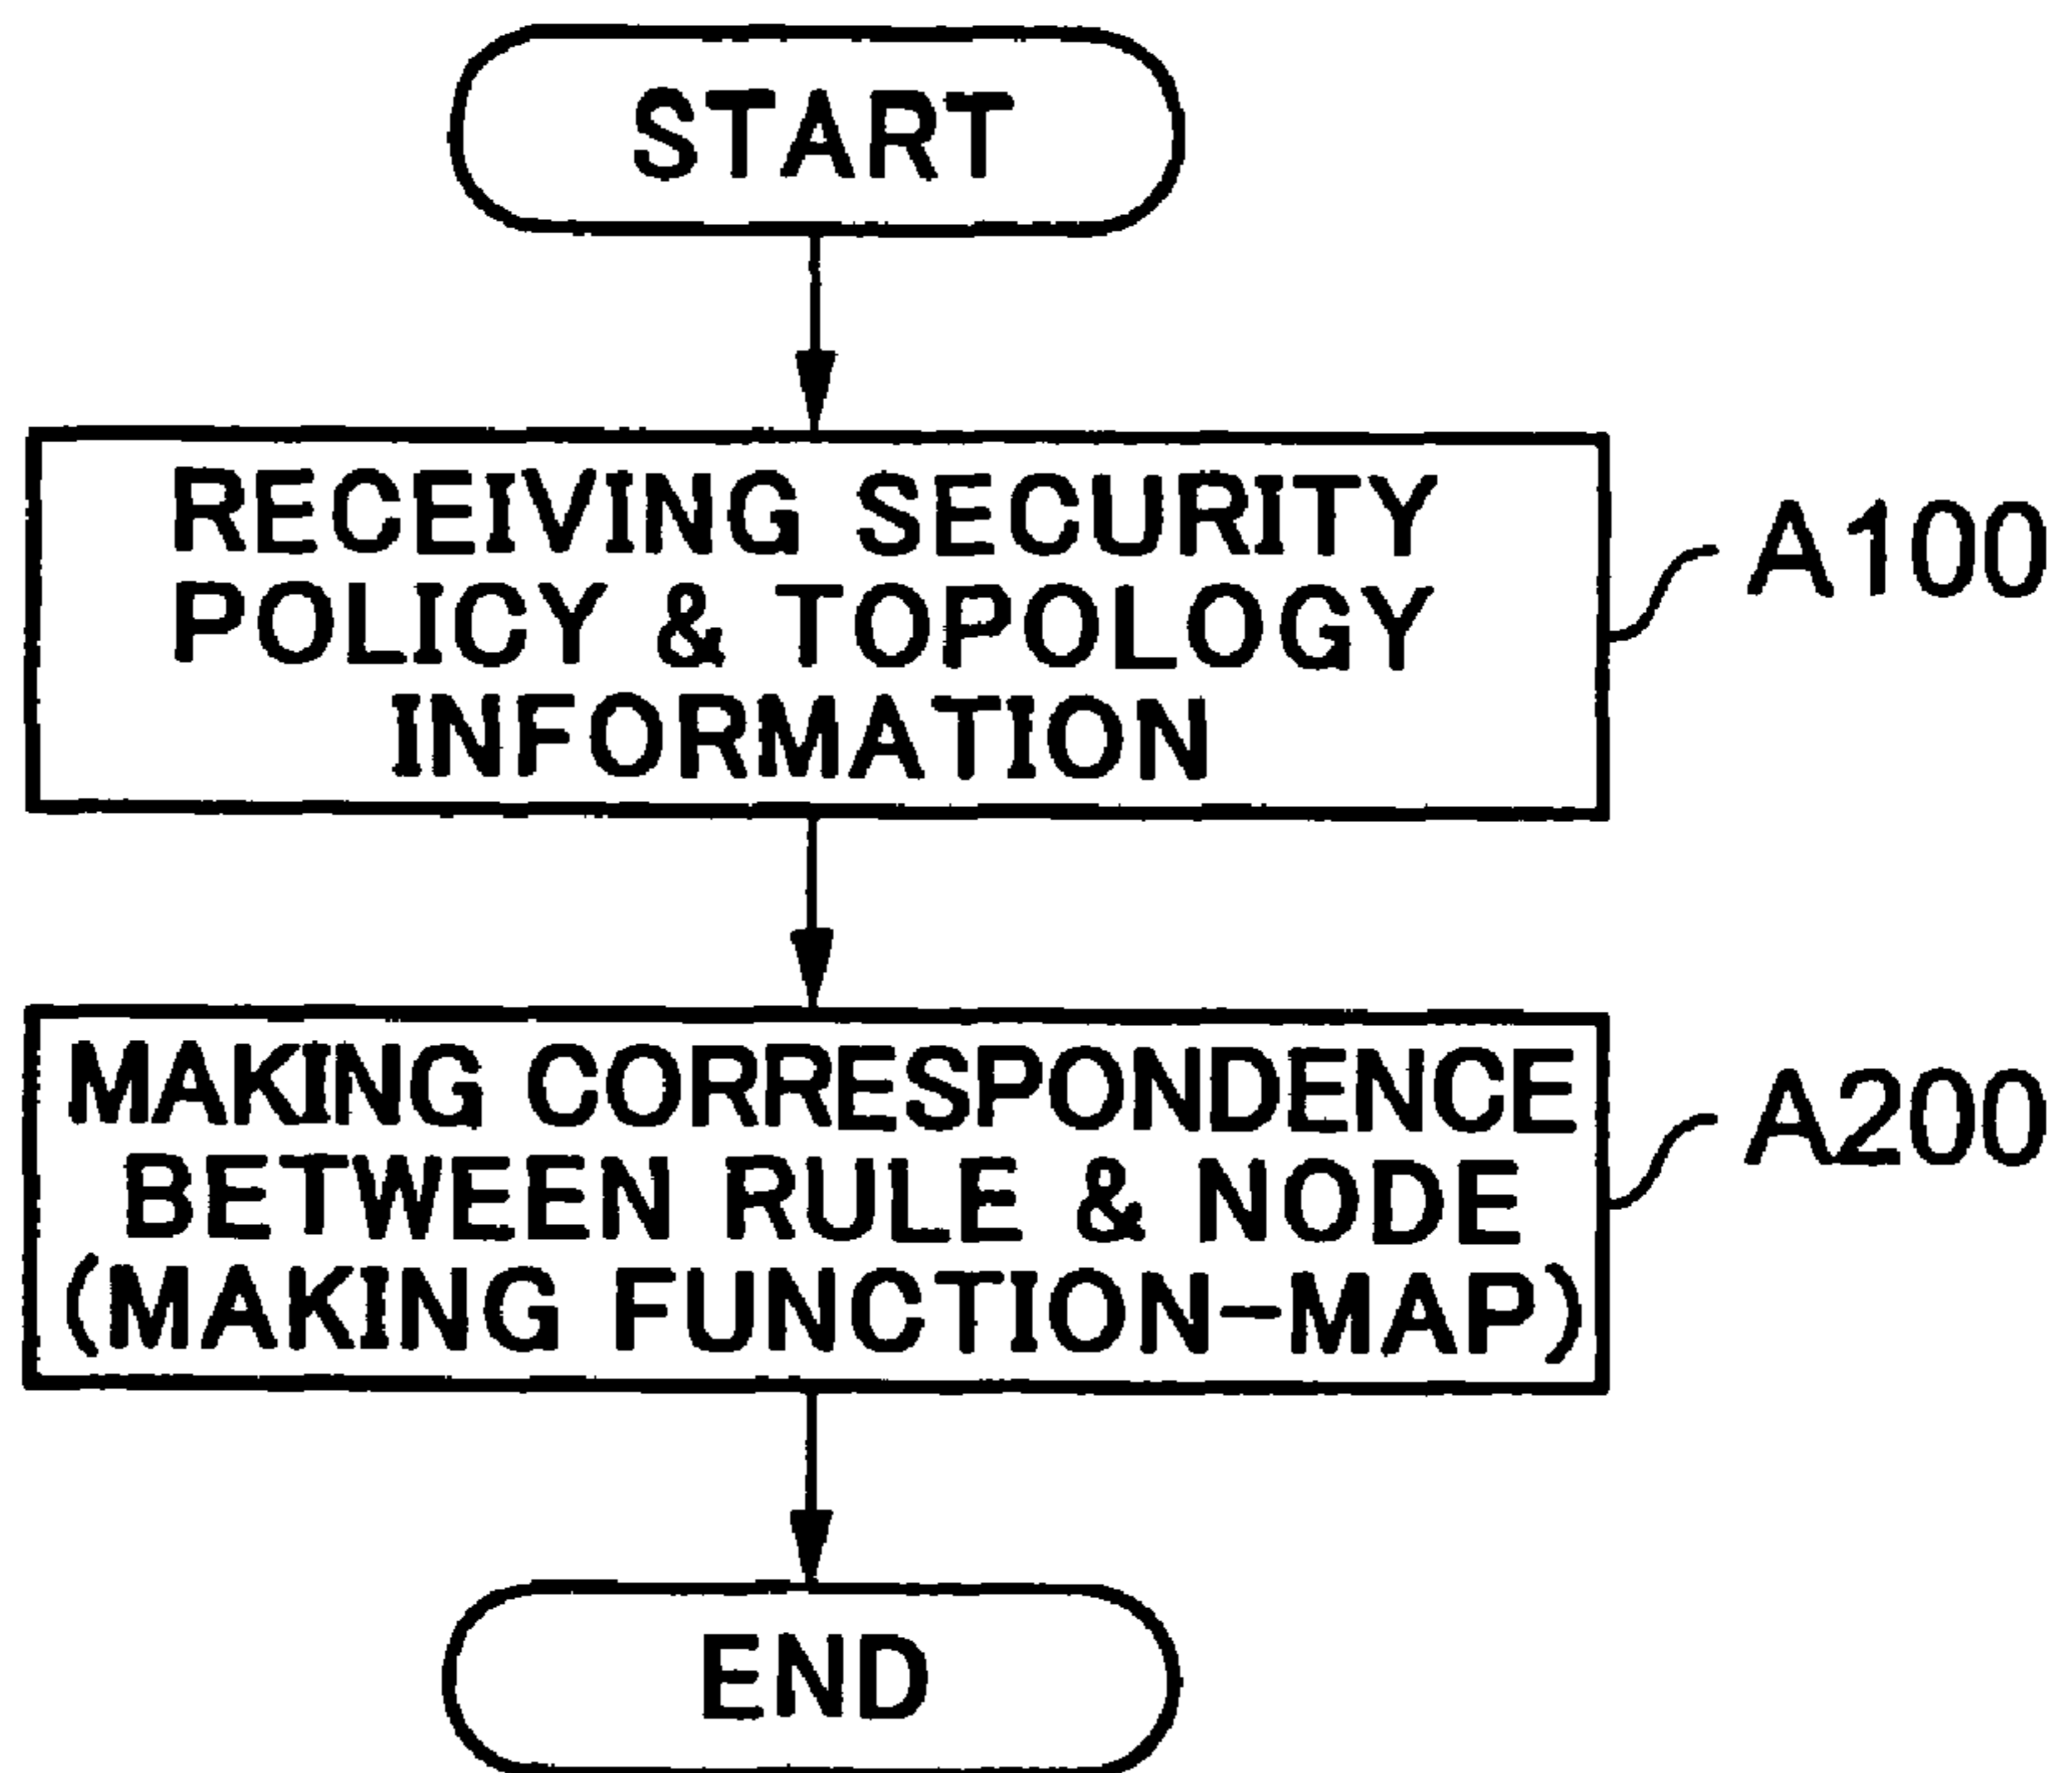 START
RECEIVING SECURITY
POLICY & TOPOLOGY
INFORMATION
A100
MAKING CORRESPONDENCE
BETWEEN RULE & NODE
(MAKING FUNCTION-MAP)
A200
END